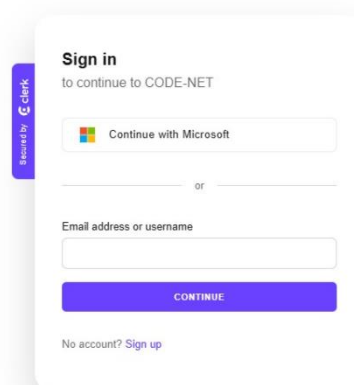 Sign in
to continue to CODE-NET
Secured by clerk
Continue with Microsoft
or
Email address or username
CONTINUE
No account? Sign up